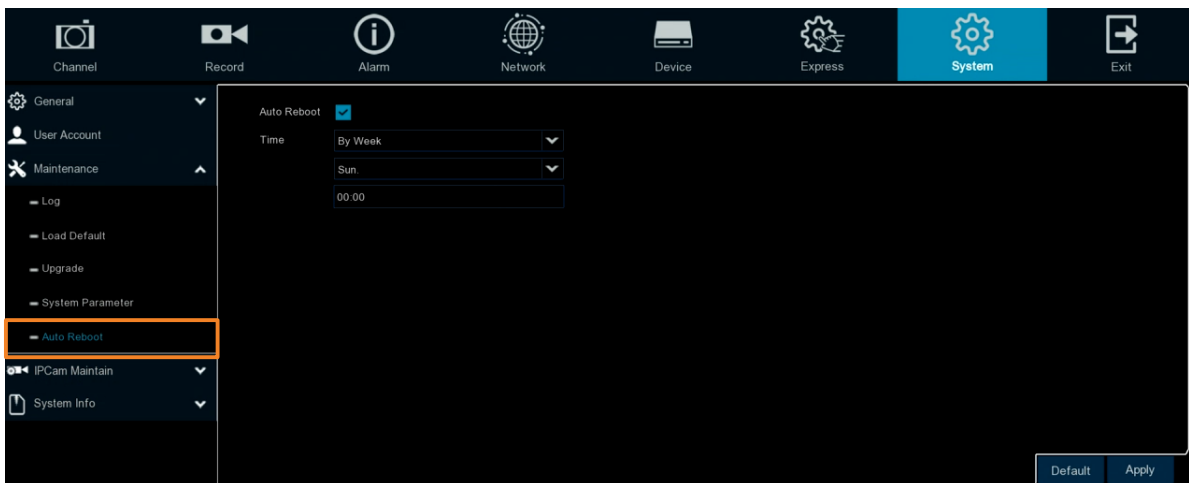 Channel
Record
Alarm
Network
Device
Express
System
Exit
General
User Account
Maintenance
Log
Load Default
Upgrade
System Parameter
Auto Reboot
IPCam Maintain
System Info
Auto Reboot
Time
By Week
Sun.
00:00
Default
Apply